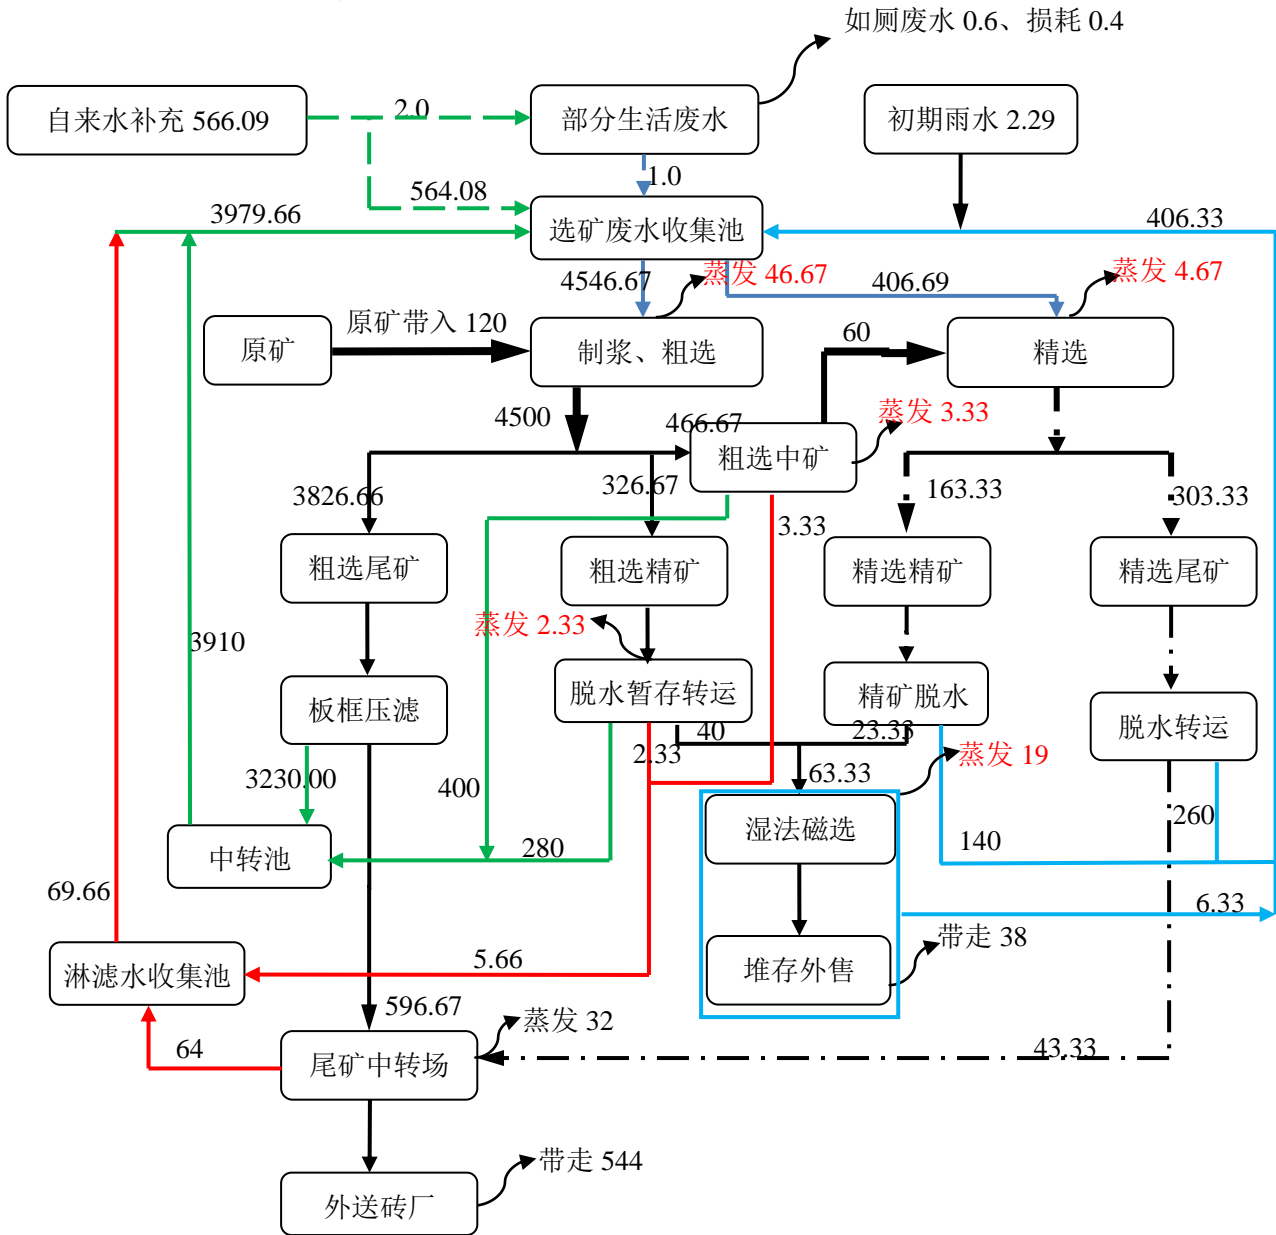 如厕废水 0.6、损耗 0.4
自来水补充 566.09
2.0
部分生活废水
初期雨水 2.29
1.0
564.08
3979.66
选矿废水收集池
406.33
4546.67
蒸发 46.67
406.69
蒸发 4.67
原矿
原矿带入 120
制浆、粗选
60
精选
4500
466.67
蒸发 3.33
粗选中矿
3826.66
326.67
163.33
303.33
3.33
粗选尾矿
粗选精矿
精选精矿
精选尾矿
蒸发 2.33
3910
板框压滤
脱水暂存转运
精矿脱水
脱水转运
40
23.33
2.33
蒸发 19
3230.00
400
63.33
260
湿法磁选
中转池
280
140
69.66
6.33
淋滤水收集池
5.66
堆存外售
带走 38
596.67
蒸发 32
64
尾矿中转场
43.33
带走 544
外送砖厂